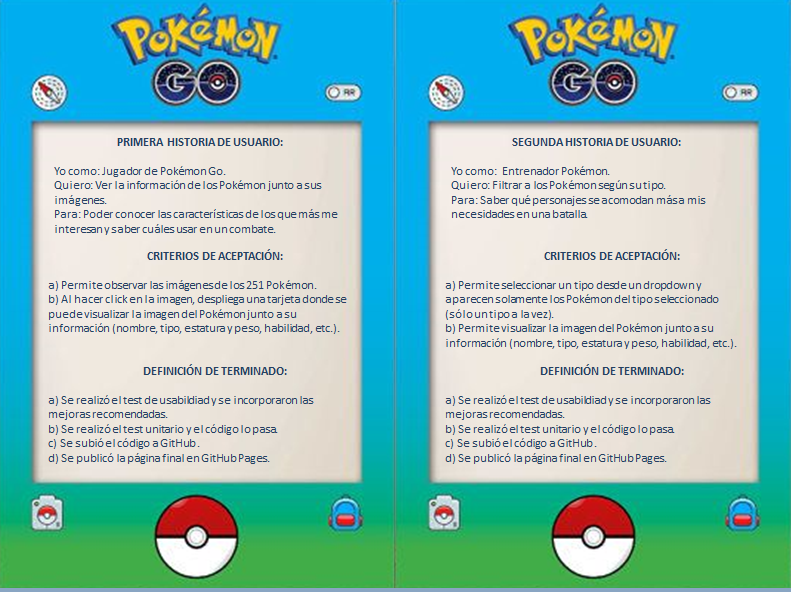 POKÉMON
GO
AR
PRIMERA HISTORIA DE USUARIO:
Yo como: Jugador de Pokémon Go.
Quiero: Ver la información de los Pokémon junto a sus
imágenes.
Para: Poder conocer las características de los que más me
interesan y saber cuáles usar en un combate.
CRITERIOS DE ACEPTACIÓN:
a) Permite observar las imágenes de los 251 Pokémon.
b) Al hacer click en la imagen, despliega una tarjeta donde se
puede visualizar la imagen del Pokémon junto a su
información (nombre, tipo, estatura y peso, habilidad, etc.).
DEFINICIÓN DE TERMINADO:
a) Se realizó el test de usabildiad y se incorporaron las
mejoras recomendadas.
b) Se realizó el test unitario y el código lo pasa.
c) Se subió el código a GitHub.
d) Se publicó la página final en GitHub Pages.
POKÉMON
GO
AR
SEGUNDA HISTORIA DE USUARIO:
Yo como: Entrenador Pokémon.
Quiero: Filtrar a los Pokémon según su tipo.
Para: Saber qué personajes se acomodan más a mis
necesidades en una batalla.
CRITERIOS DE ACEPTACIÓN:
a) Permite seleccionar un tipo desde un dropdown y
aparecen solamente los Pokémon del tipo seleccionado
(sólo un tipo a la vez).
b) Permite visualizar la imagen del Pokémon junto a su
información (nombre, tipo, estatura y peso, habilidad, etc.).
DEFINICIÓN DE TERMINADO:
a) Se realizó el test de usabildiad y se incorporaron las
mejoras recomendadas.
b) Se realizó el test unitario y el código lo pasa.
c) Se subió el código a GitHub.
d) Se publicó la página final en GitHub Pages.